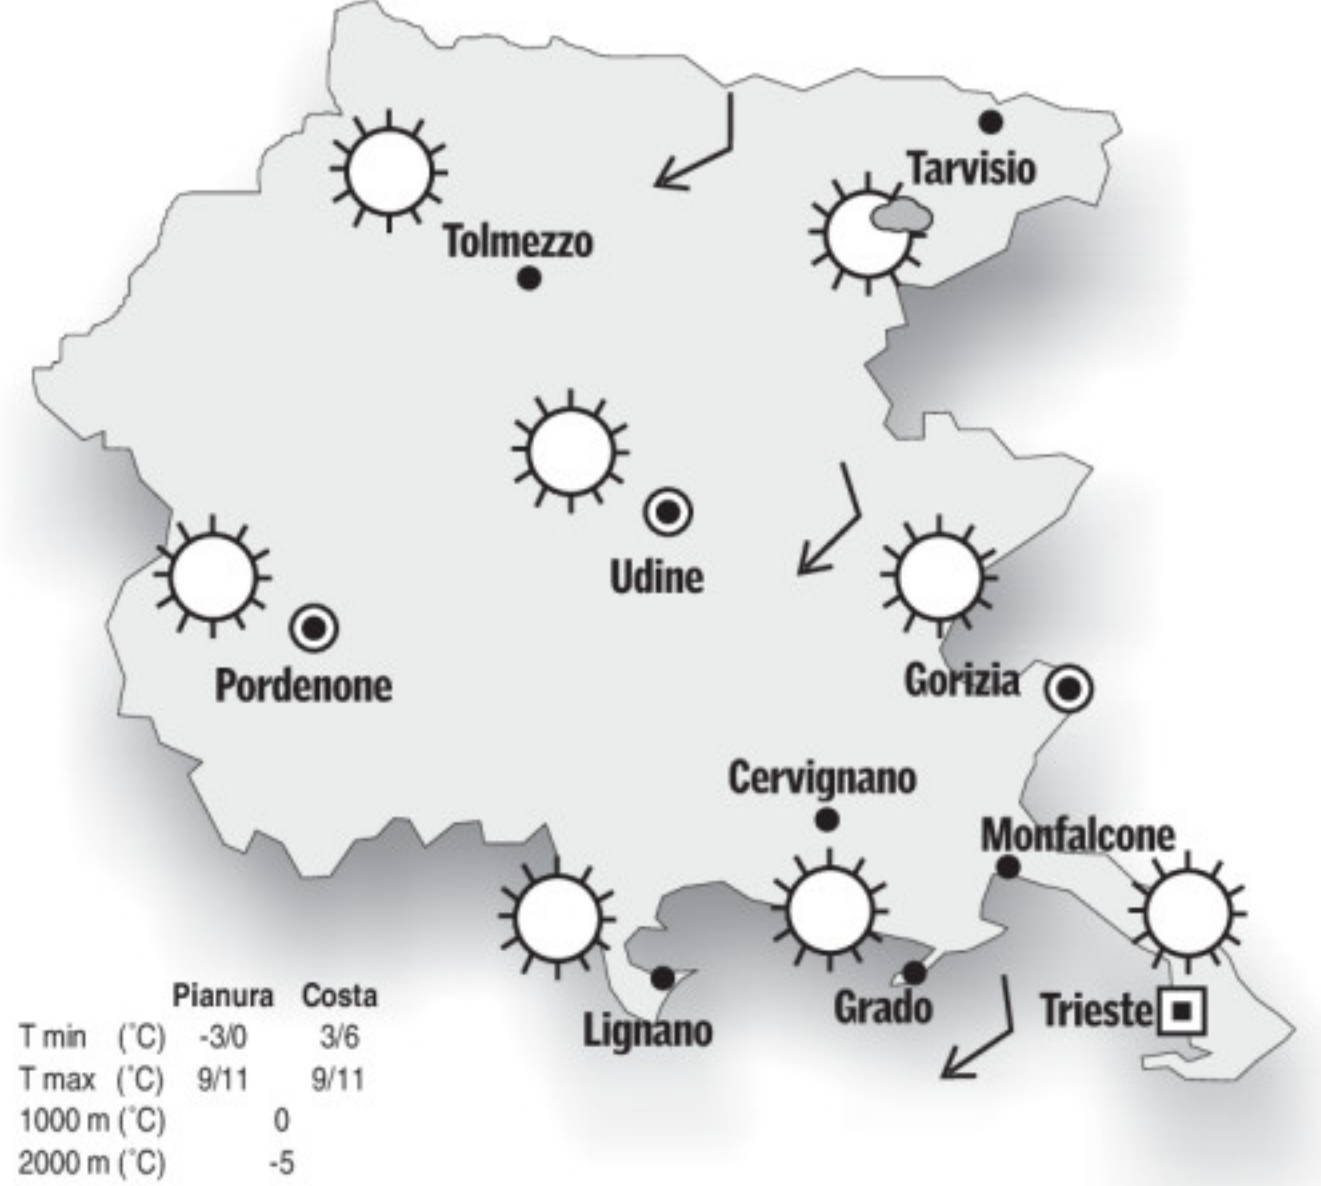 Tarvisio
Tolmezzo
Udine
Pordenone
Gorizia
Cervignano
Monfalcone
Grado
Trieste
Lignano
Pianura Costa
T min (°C) -3/0 3/6
T max (°C) 9/11 9/11
1000 m (°C) 0
2000 m (°C) -5